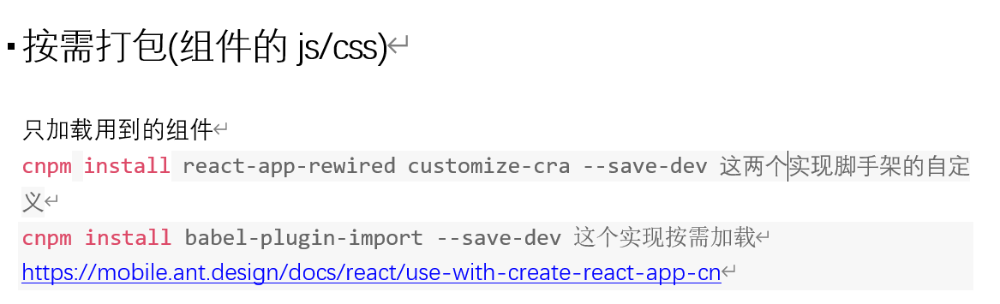 按需打包(组件的 js/css)
只加载用到的组件
cnpm install react-app-rewired customize-cra --save-dev 这两个实现脚手架的自定
义
cnpm install babel-plugin-import --save-dev 这个实现按需加载
https://mobile.ant.design/docs/react/use-with-create-react-app-cn